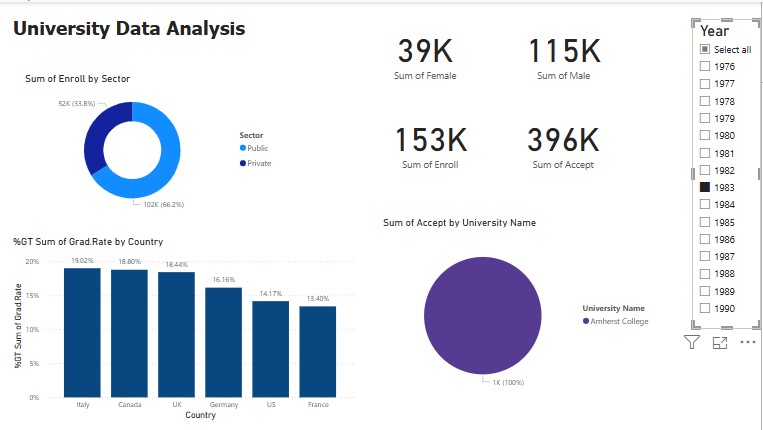 University Data Analysis
39K
Sum of Female
115K
Sum of Male
153K
Sum of Enroll
396K
Sum of Accept
Sum of Enroll by Sector
52K (33.8%)
102K (66.2%)
Sector
Public
Private
%GT Sum of Grad.Rate by Country
%GT Sum of Grad.Rate
20%
15%
10%
5%
0%
19.02%
18.80%
18.44%
16.16%
14.17%
13.40%
Italy
Canada
UK
Germany
US
France
Country
Sum of Accept by University Name
1K (100%)
University Name
Amherst College
Year
Select all
1976
1977
1978
1979
1980
1981
1982
1983
1984
1985
1986
1987
1988
1989
1990